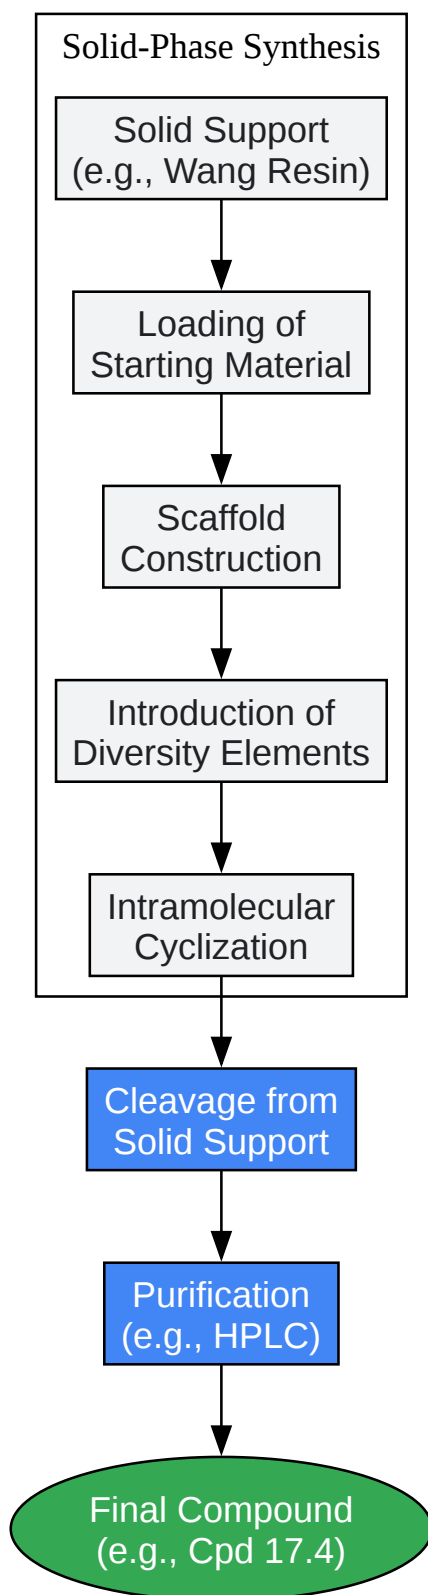 Solid-Phase Synthesis
Solid Support
(e.g., Wang Resin)
Loading of
Starting Material
Scaffold
Construction
Introduction of
Diversity Elements
Intramolecular
Cyclization
Cleavage from
Solid Support
Purification
(e.g., HPLC)
Final Compound
(e.g., Cpd 17.4)